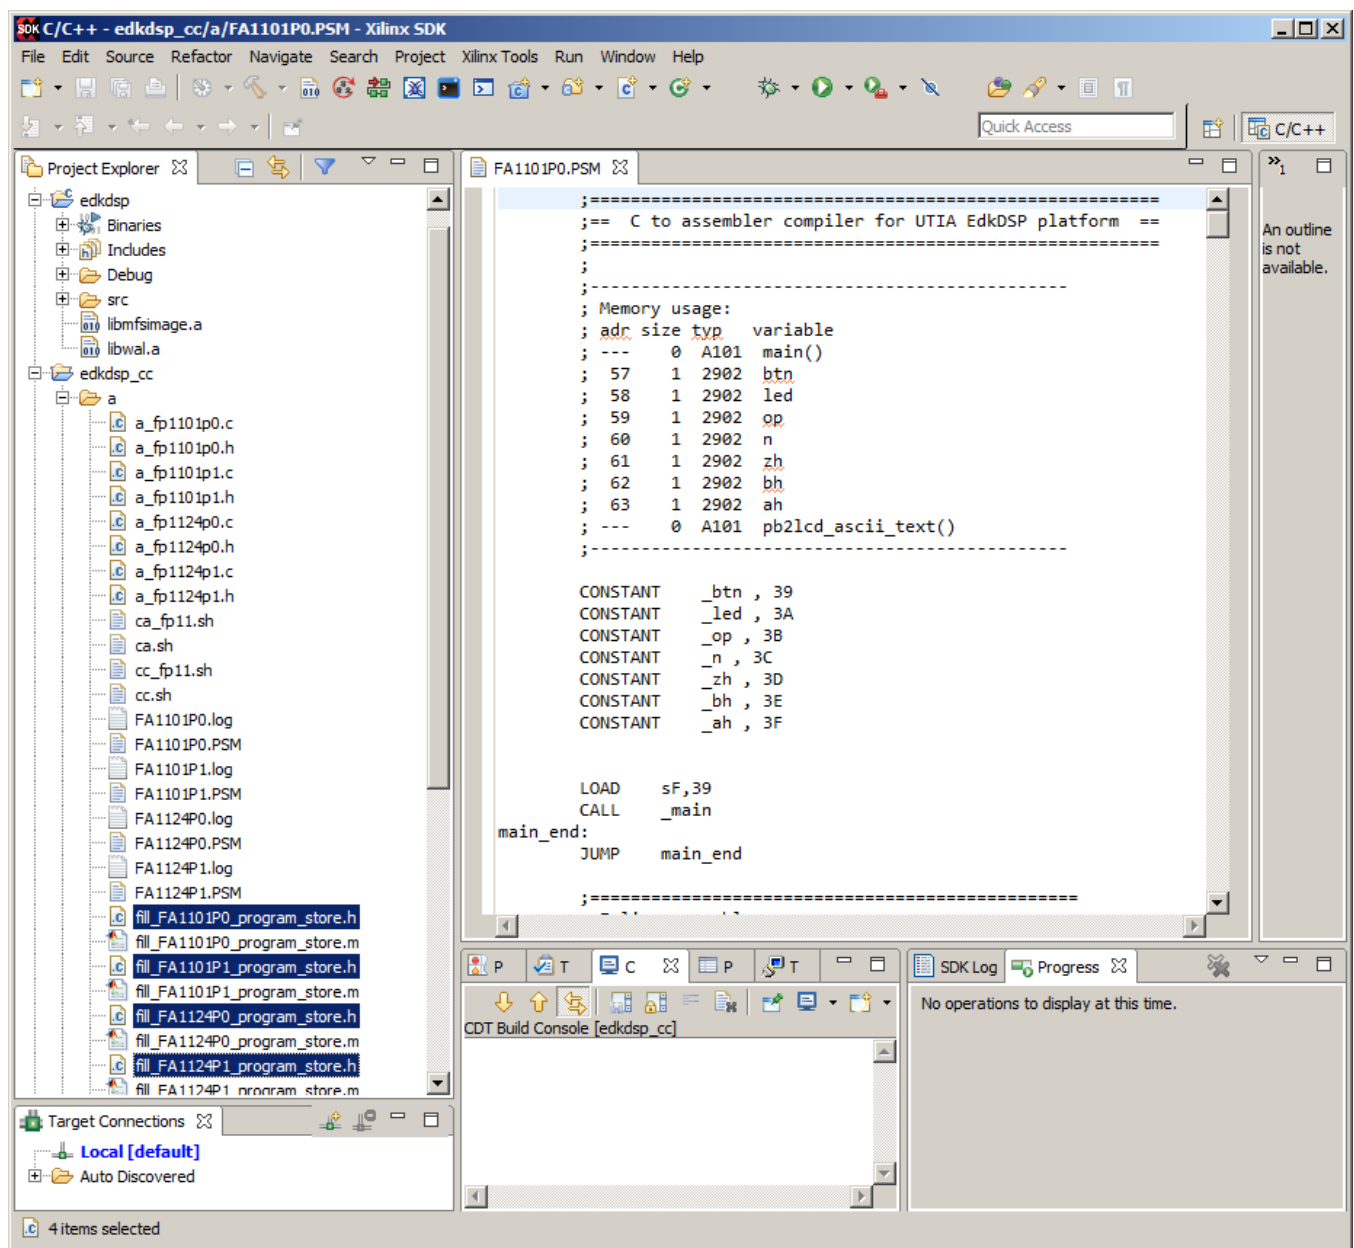 SDK C/C++ - edkdsp_cc/a/FA1101P0.PSM - Xilinx SDK
File Edit Source Refactor Navigate Search Project Xilinx Tools Run Window Help
Quick Access
C/C++
Project Explorer
edkdsp
Binaries
Includes
Debug
src
libmfsimage.a
libwal.a
edkdsp_cc
a
a_fp1101p0.c
a_fp1101p0.h
a_fp1101p1.c
a_fp1101p1.h
a_fp1124p0.c
a_fp1124p0.h
a_fp1124p1.c
a_fp1124p1.h
ca_fp11.sh
ca.sh
cc_fp11.sh
cc.sh
FA1101P0.log
FA1101P0.PSM
FA1101P1.log
FA1101P1.PSM
FA1124P0.log
FA1124P0.PSM
FA1124P1.log
FA1124P1.PSM
fill_FA1101P0_program_store.h
fill_FA1101P0_program_store.m
fill_FA1101P1_program_store.h
fill_FA1101P1_program_store.m
fill_FA1124P0_program_store.h
fill_FA1124P0_program_store.m
fill_FA1124P1_program_store.h
fill_FA1124P1_program_store.m
FA1101P0.PSM
;========================================================
;==  C to assembler compiler for UTIA EdkDSP platform  ==
;========================================================
;
;-----------------------------------------------
; Memory usage:
; adr size typ   variable
; ---    0  A101  main()
;  57    1  2902  btn
;  58    1  2902  led
;  59    1  2902  op
;  60    1  2902  n
;  61    1  2902  zh
;  62    1  2902  bh
;  63    1  2902  ah
; ---    0  A101  pb2lcd_ascii_text()
;-----------------------------------------------
CONSTANT    _btn , 39
CONSTANT    _led , 3A
CONSTANT    _op , 3B
CONSTANT    _n , 3C
CONSTANT    _zh , 3D
CONSTANT    _bh , 3E
CONSTANT    _ah , 3F
LOAD    sF,39
CALL    _main
main_end:
JUMP    main_end
;================================================
»1
An outline
is not
available.
P T C P T
CDT Build Console [edkdsp_cc]
SDK Log Progress
No operations to display at this time.
Target Connections
Local [default]
Auto Discovered
4 items selected